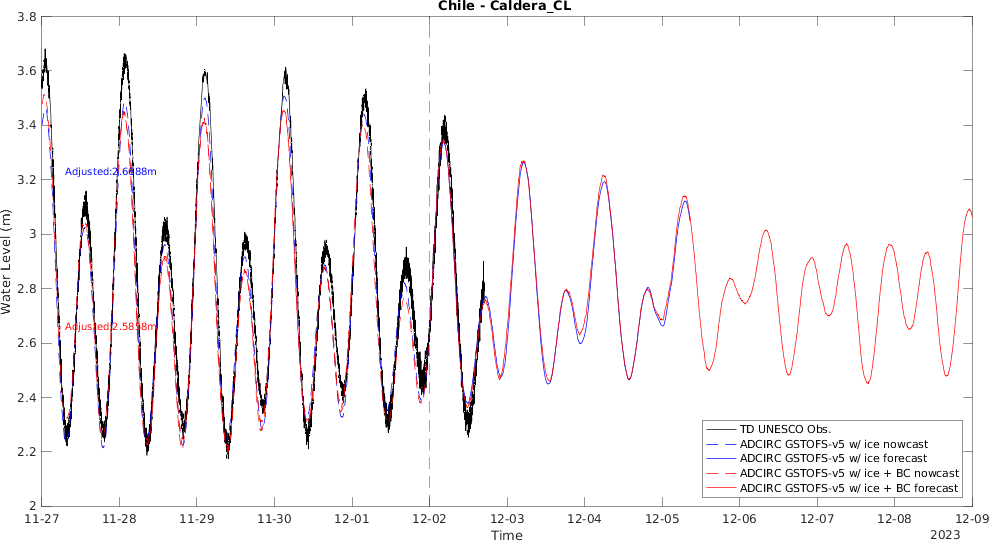 Chile - Caldera_CL
3.8
3.6
3.4
3.2
3
2.8
2.6
2.4
2.2
2
Water Level (m)
Adjusted:2.6088m
Adjusted:2.5858m
TD UNESCO Obs.
ADCIRC GSTOFS-v5 w/ ice nowcast
ADCIRC GSTOFS-v5 w/ ice forecast
ADCIRC GSTOFS-v5 w/ ice + BC nowcast
ADCIRC GSTOFS-v5 w/ ice + BC forecast
11-27 11-28 11-29 11-30 12-01 12-02 12-03 12-04 12-05 12-06 12-07 12-08 12-09
Time
2023